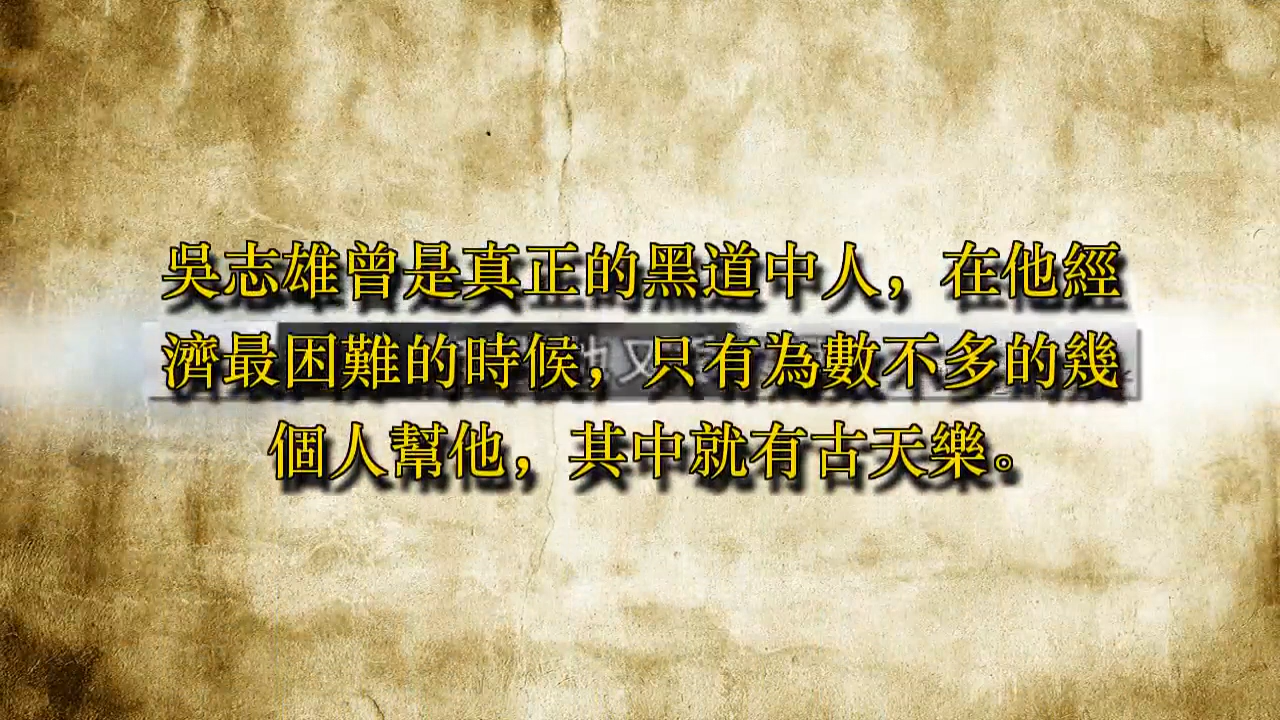 吳志雄曾是真正的黑道中人，在他經
濟最困難的時候，只有為數不多的幾
個人幫他，其中就有古天樂。